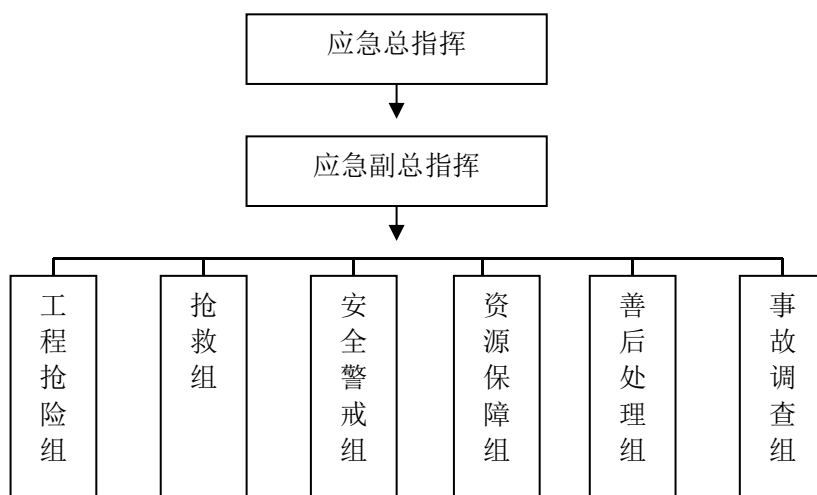 应急总指挥
应急副总指挥
工程抢险组
抢救组
安全警戒组
资源保障组
善后处理组
事故调查组